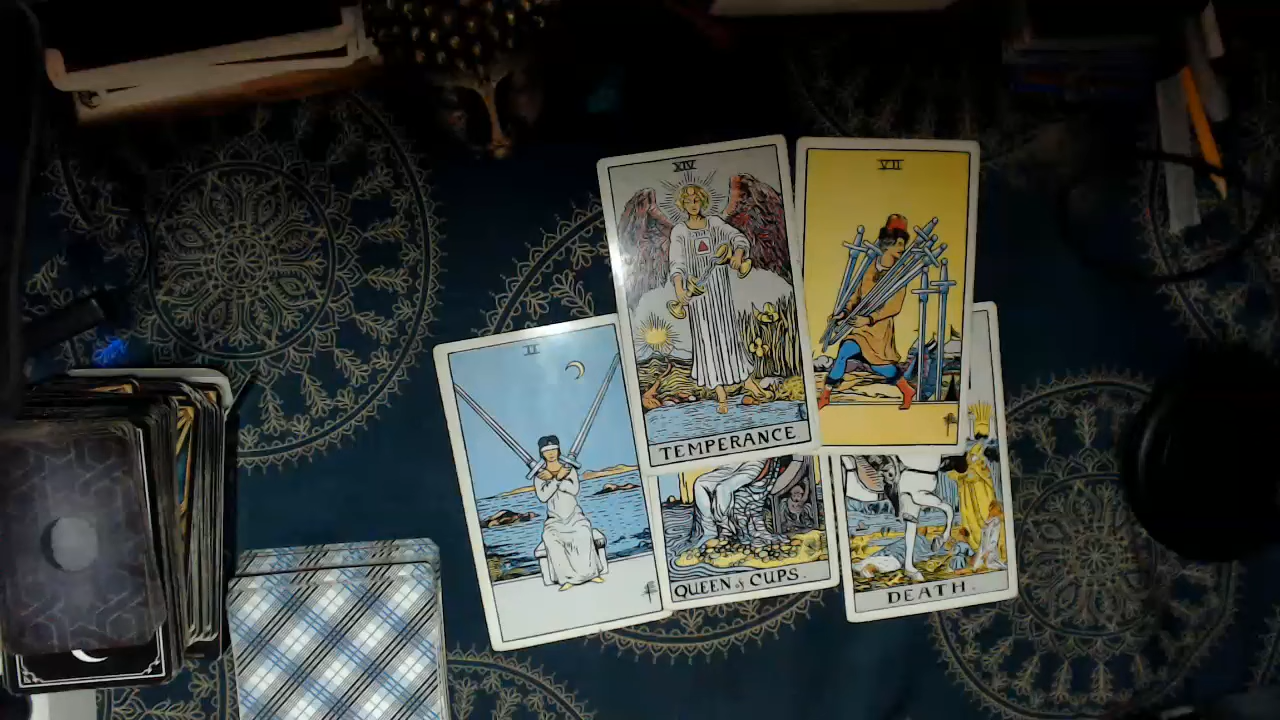 XIV
TEMPERANCE.
VII
II
QUEEN of CUPS.
DEATH.